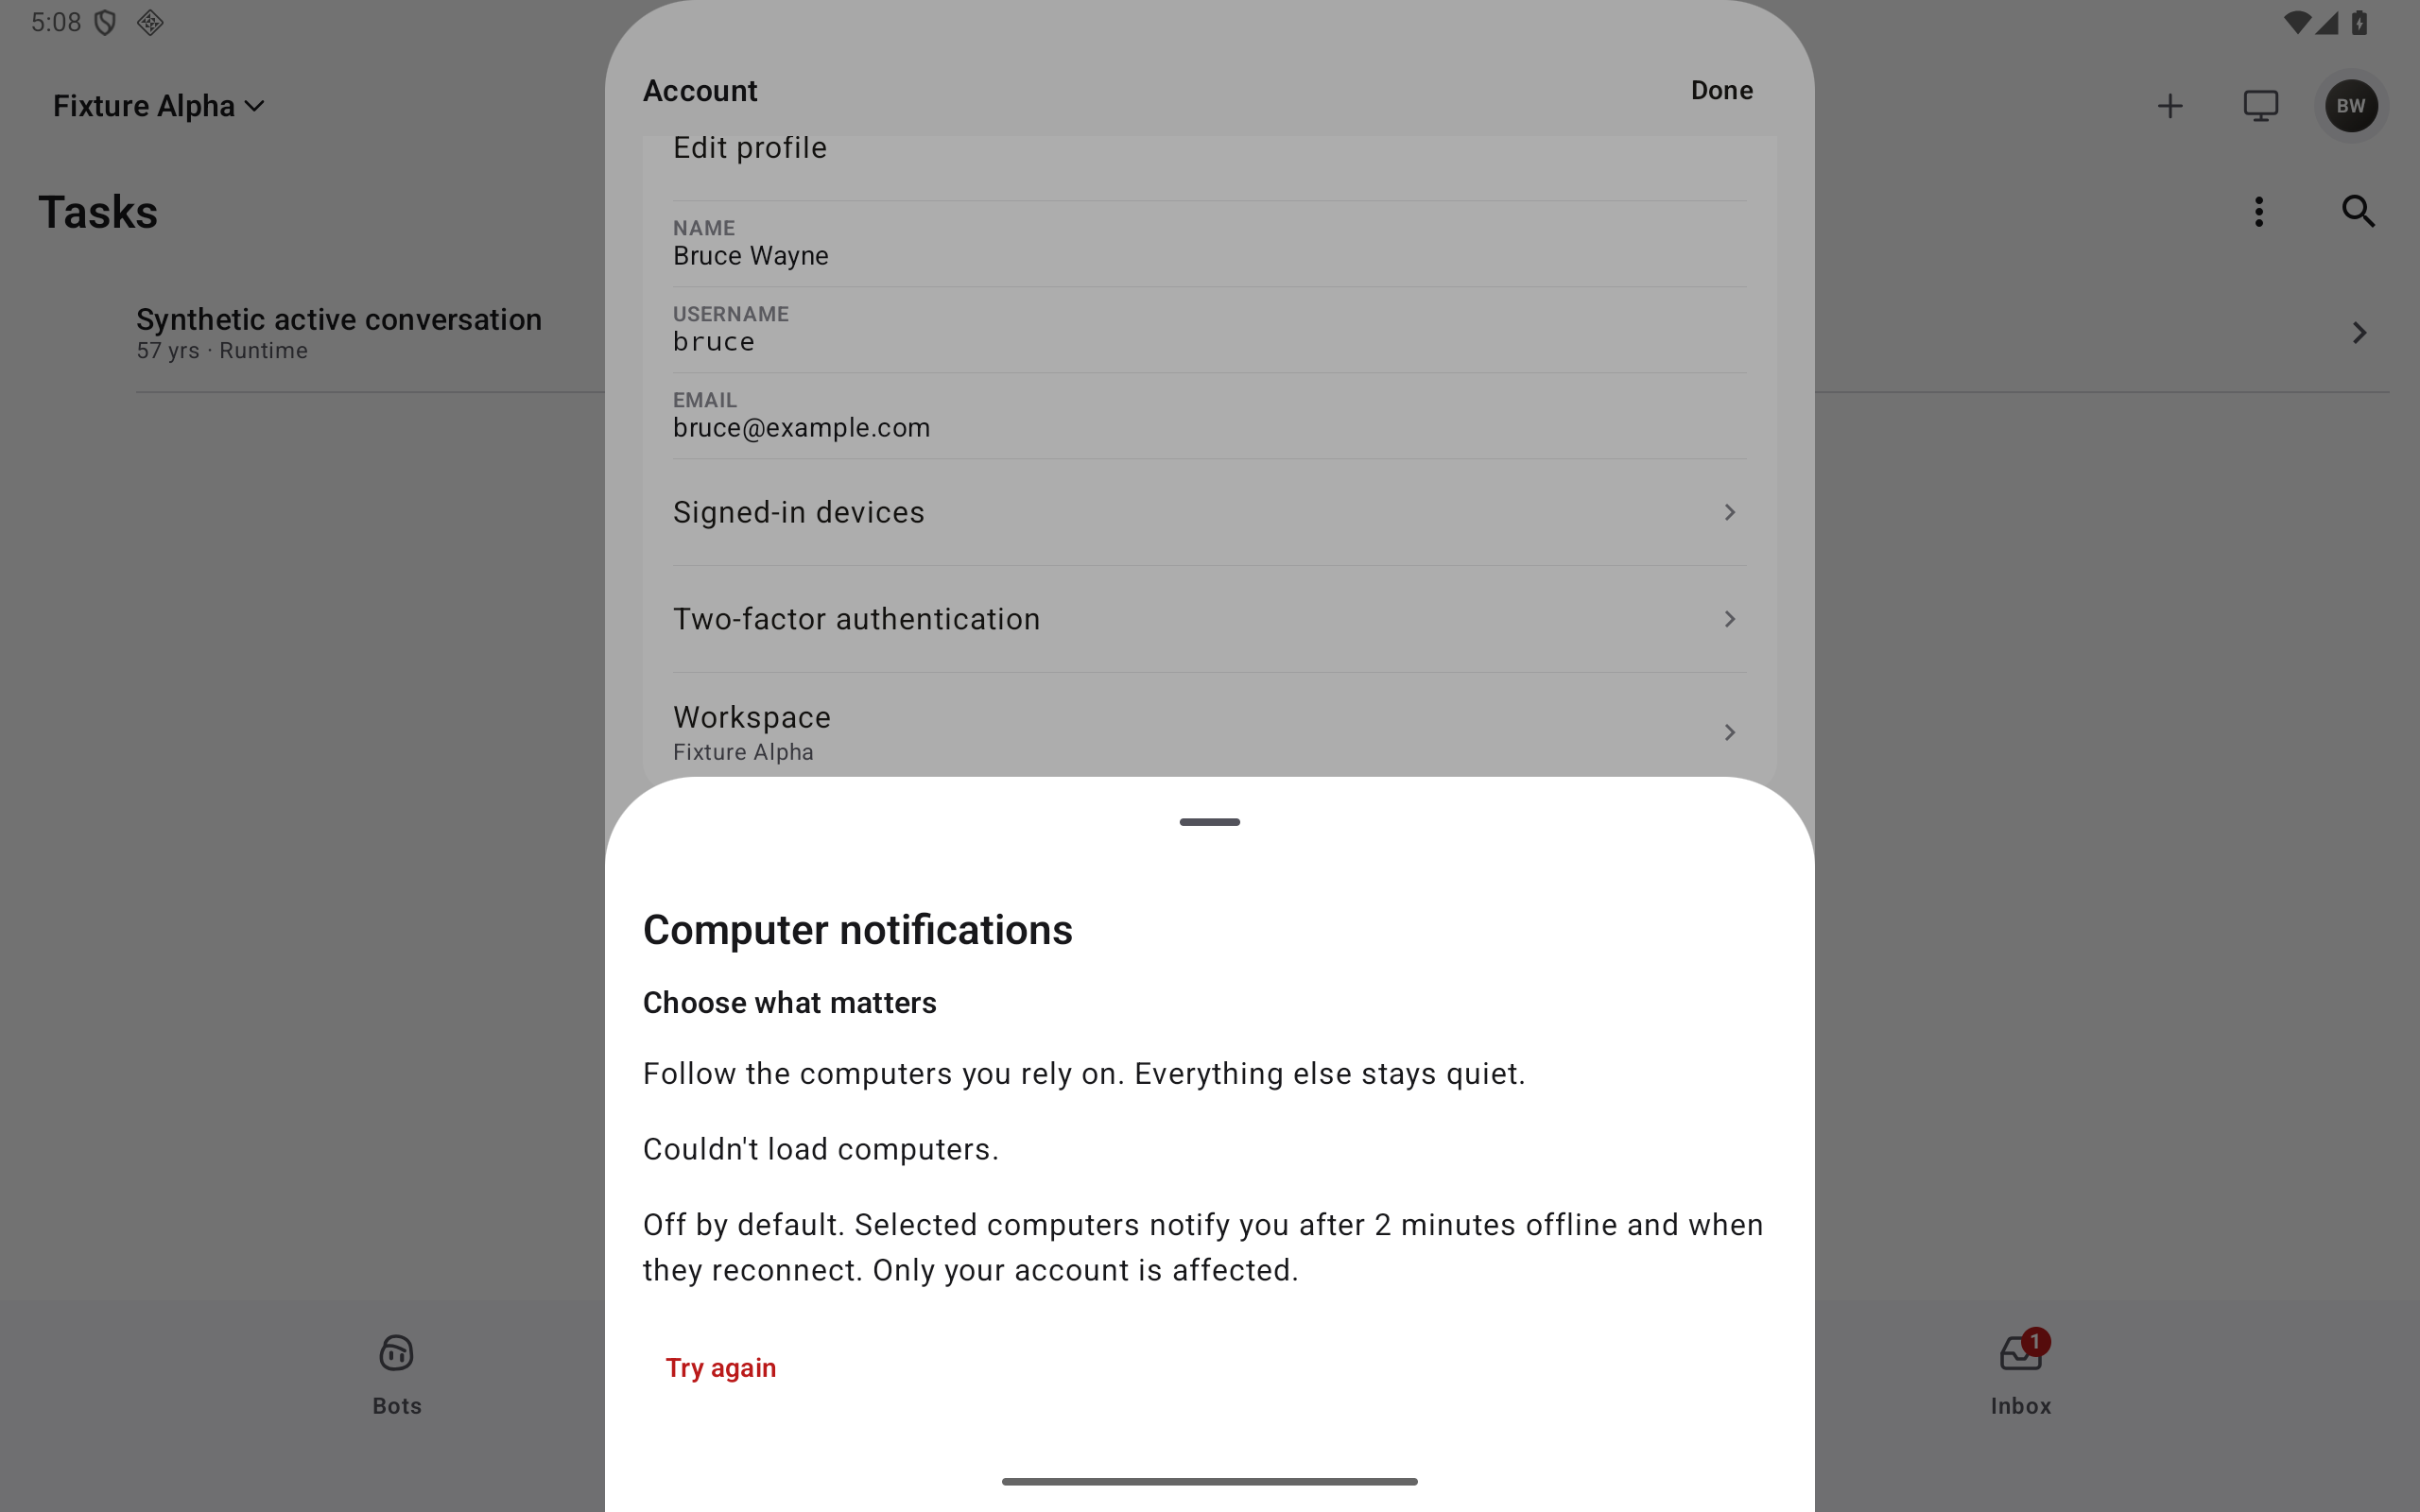 5:08
Fixture Alpha
BW
Tasks
Synthetic active conversation
57 yrs · Runtime
Account
Done
Edit profile
NAME
Bruce Wayne
USERNAME
bruce
EMAIL
bruce@example.com
Signed-in devices
Two-factor authentication
Workspace
Fixture Alpha
Computer notifications
Choose what matters
Follow the computers you rely on. Everything else stays quiet.
Couldn't load computers.
Off by default. Selected computers notify you after 2 minutes offline and when
they reconnect. Only your account is affected.
Try again
Bots
1
Inbox